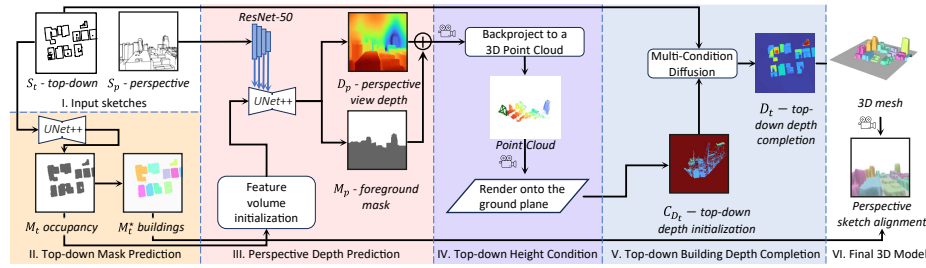 S_t - top-down
S_p - perspective
I. Input sketches
UNet++
M_t occupancy
M_t^* buildings
II. Top-down Mask Prediction
ResNet-50
UNet++
Feature
volume
initialization
D_p - perspective
view depth
M_p - foreground
mask
III. Perspective Depth Prediction
Backproject to a
3D Point Cloud
Point Cloud
Render onto the
ground plane
IV. Top-down Height Condition
Multi-Condition
Diffusion
C_{D_t} − top-down
depth initialization
D_t − top-
down depth
completion
V. Top-down Building Depth Completion
3D mesh
Perspective
sketch alignment
VI. Final 3D Model